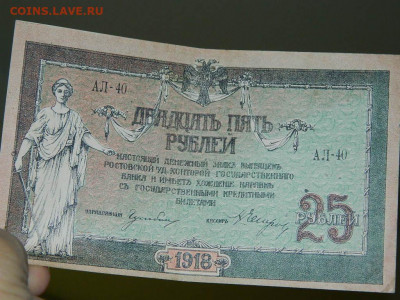 COINS.LAVE.RU
АЛ-40
ДВАДЦАТЬ ПЯТЬ
РУБЛЕЙ
НАСТОЯЩІЙ ДЕНЕЖНЫЙ ЗНАКЪ ВЫПУЩЕНЪ
АЛ-40
РОСТОВСКОЙ н/Д. КОНТОРОЙ ГОСУДАРСТВЕННАГО
БАНКА И ИМѢЕТЪ ХОЖДЕНІЕ НАРАВНѢ
СЪ ГОСУДАРСТВЕННЫМИ КРЕДИТНЫМИ
БИЛЕТАМИ
25
РУБЛЕЙ
УПРАВЛЯЮЩІЙ
КАССИРЪ
1918